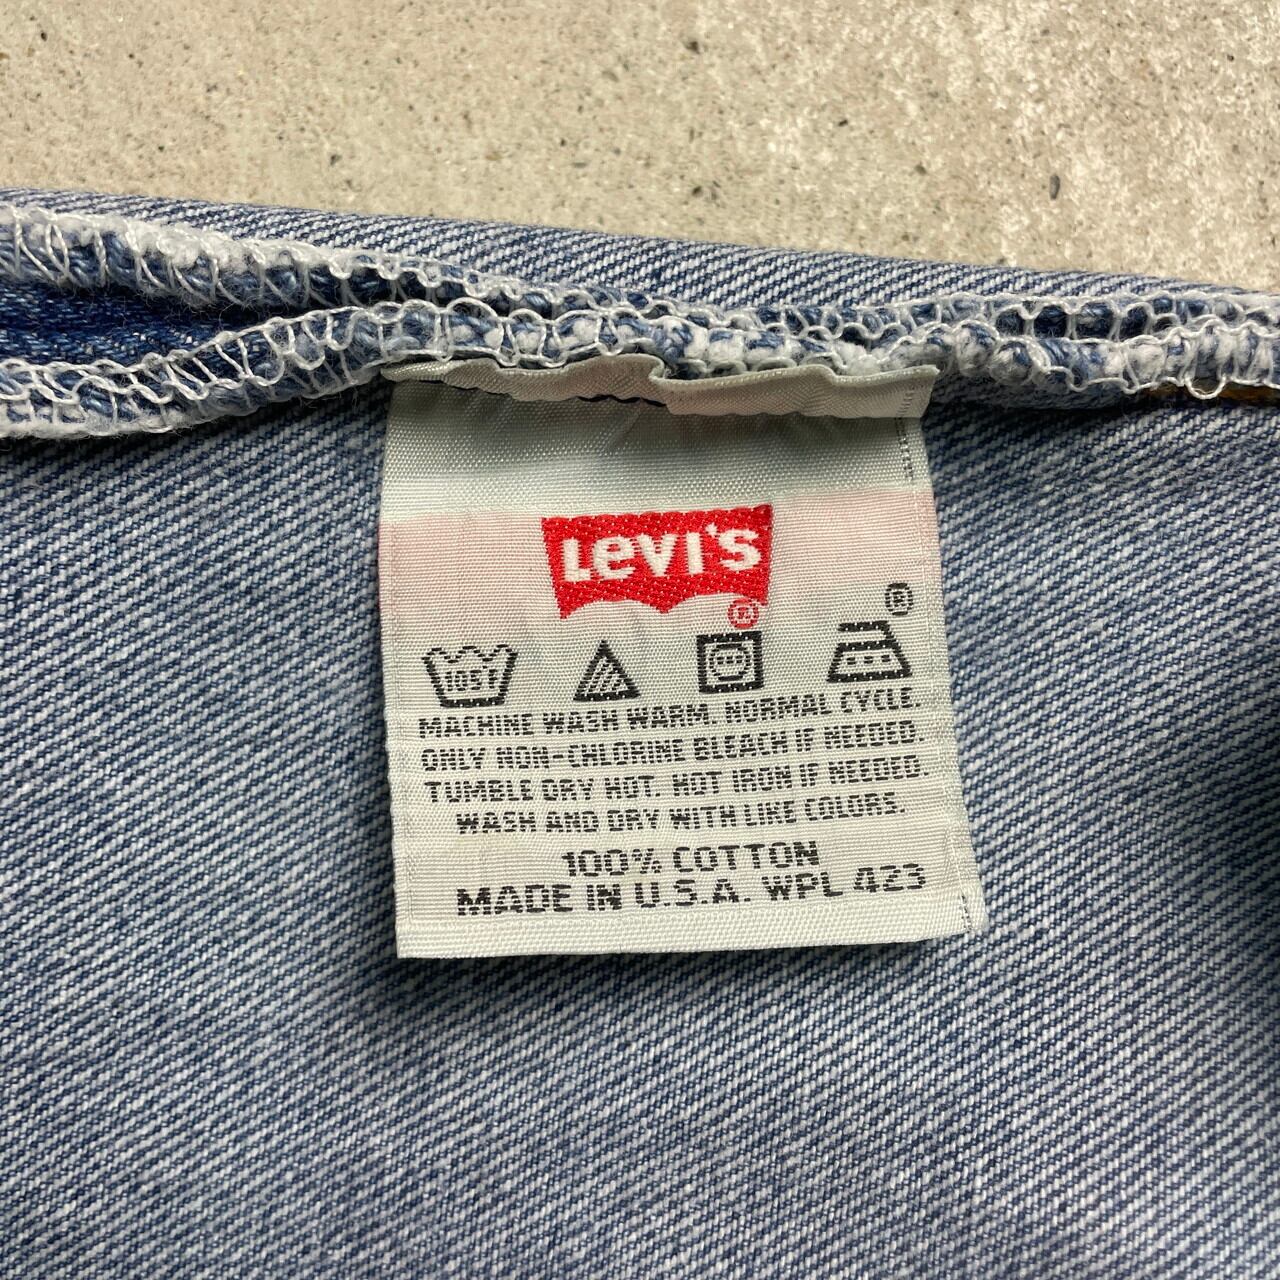 Levi's
®
®
105F
MACHINE WASH WARM. NORMAL CYCLE.
ONLY NON-CHLORINE BLEACH IF NEEDED.
TUMBLE DRY HOT. HOT IRON IF NEEDED.
WASH AND DRY WITH LIKE COLORS.
100% COTTON
MADE IN U.S.A. WPL 423